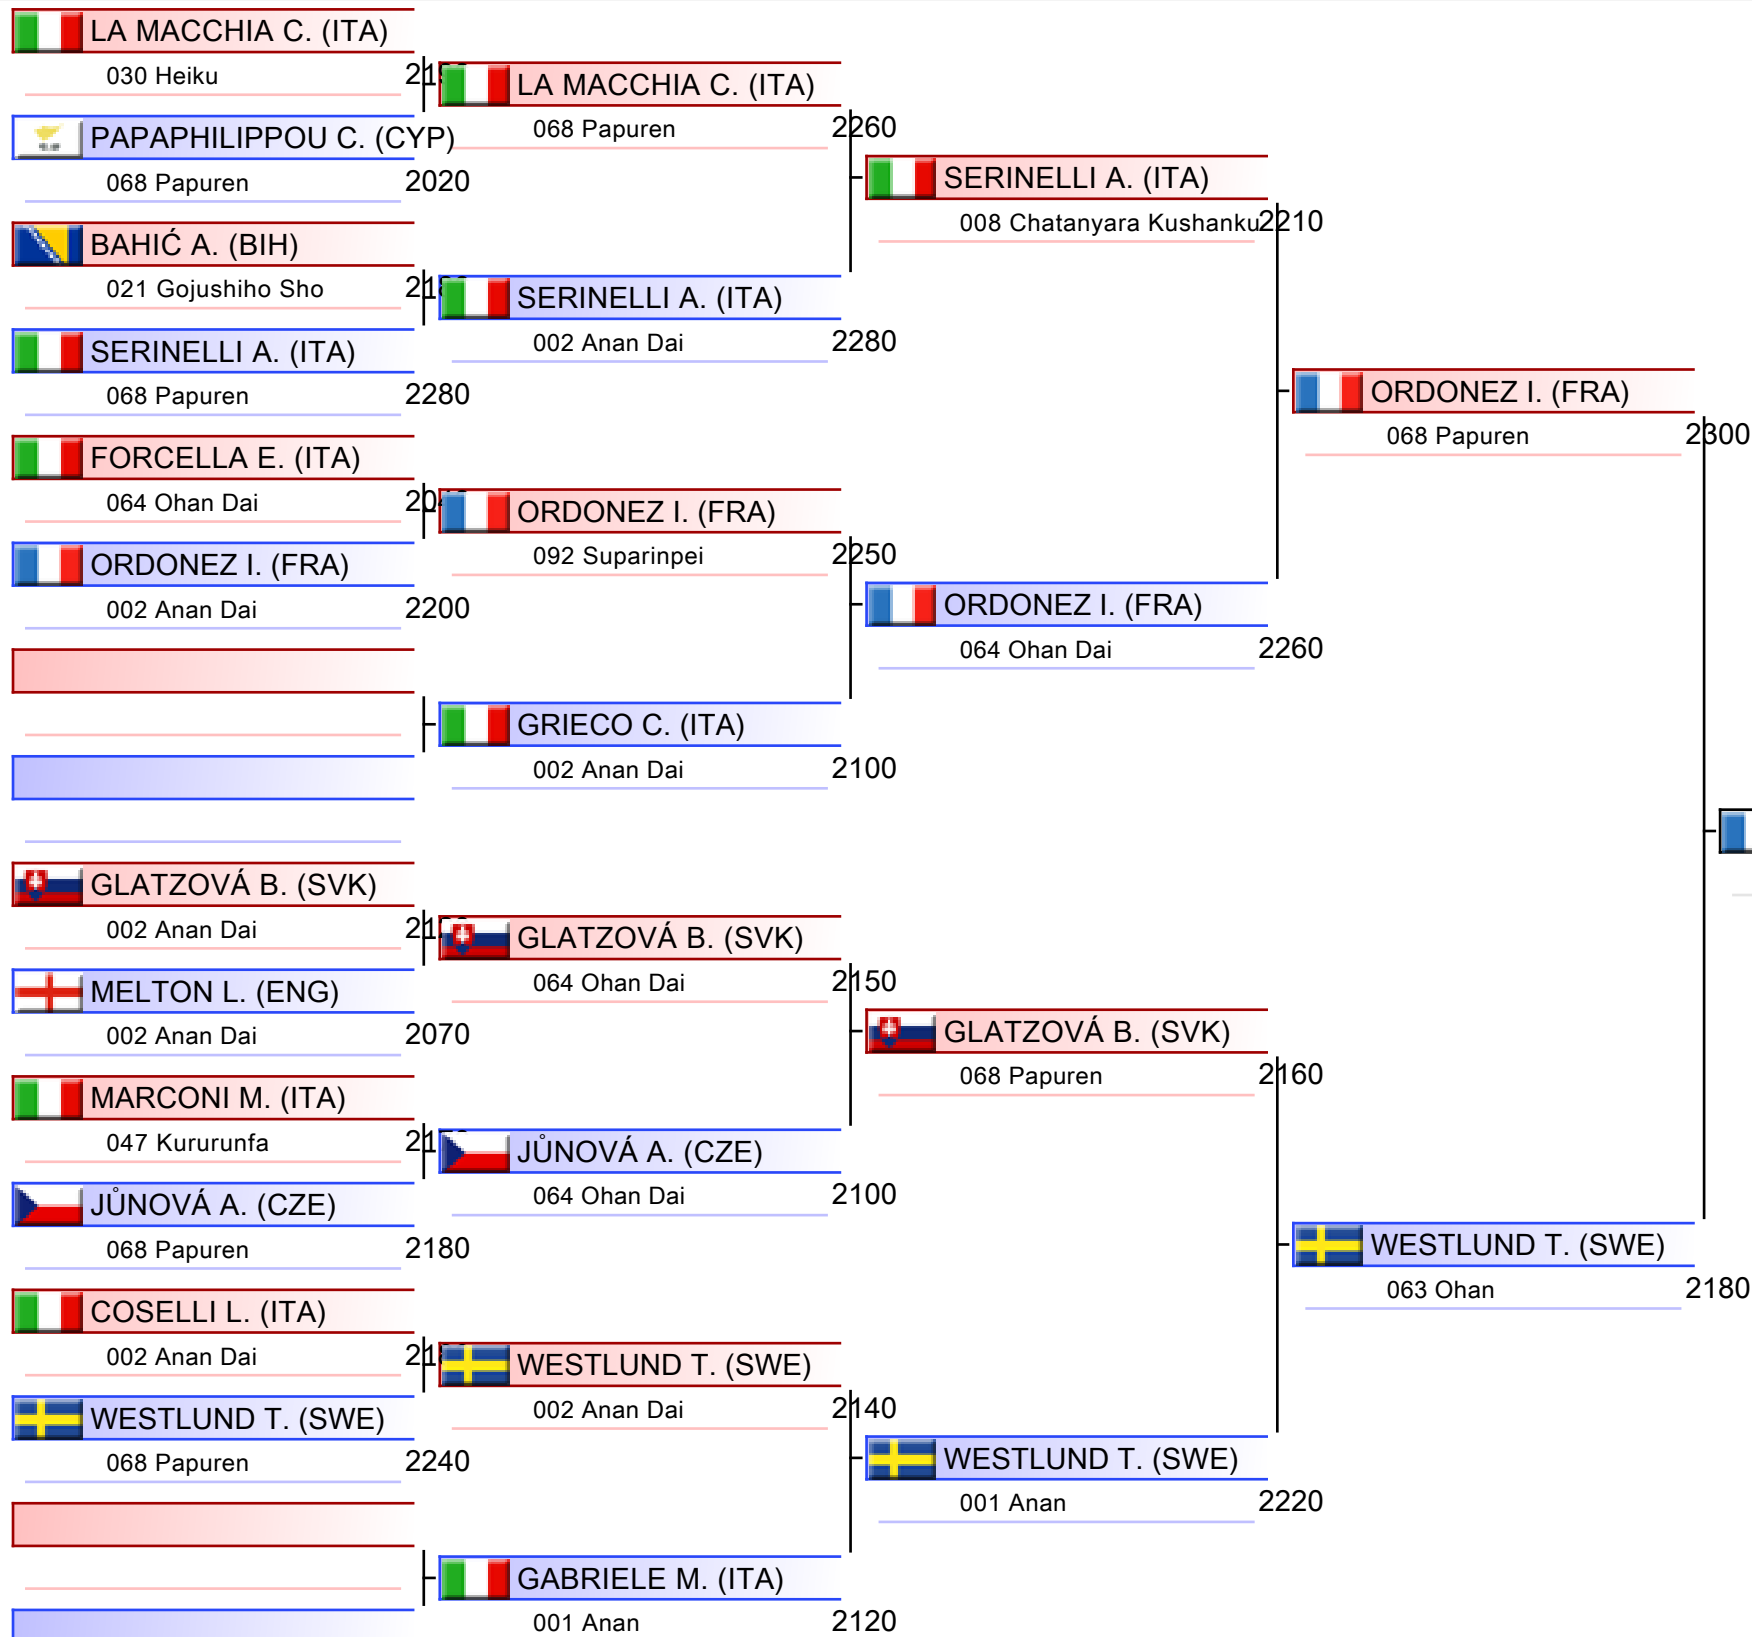 LA MACCHIA C. (ITA)
030 Heiku
PAPAPHILIPPOU C. (CYP)
068 Papuren 2020
BAHIĆ A. (BIH)
021 Gojushiho Sho
SERINELLI A. (ITA)
068 Papuren 2280
FORCELLA E. (ITA)
064 Ohan Dai
ORDONEZ I. (FRA)
002 Anan Dai 2200
GLATZOVÁ B. (SVK)
002 Anan Dai
MELTON L. (ENG)
002 Anan Dai 2070
MARCONI M. (ITA)
047 Kururunfa
JŮNOVÁ A. (CZE)
068 Papuren 2180
COSELLI L. (ITA)
002 Anan Dai
WESTLUND T. (SWE)
068 Papuren 2240
LA MACCHIA C. (ITA)
068 Papuren 2260
SERINELLI A. (ITA)
002 Anan Dai 2280
ORDONEZ I. (FRA)
092 Suparinpei 2250
GRIECO C. (ITA)
002 Anan Dai 2100
GLATZOVÁ B. (SVK)
064 Ohan Dai 2150
JŮNOVÁ A. (CZE)
064 Ohan Dai 2100
WESTLUND T. (SWE)
002 Anan Dai 2140
GABRIELE M. (ITA)
001 Anan 2120
SERINELLI A. (ITA)
008 Chatanyara Kushanku 2210
ORDONEZ I. (FRA)
064 Ohan Dai 2260
GLATZOVÁ B. (SVK)
068 Papuren 2160
WESTLUND T. (SWE)
001 Anan 2220
ORDONEZ I. (FRA)
068 Papuren 2300
WESTLUND T. (SWE)
063 Ohan 2180